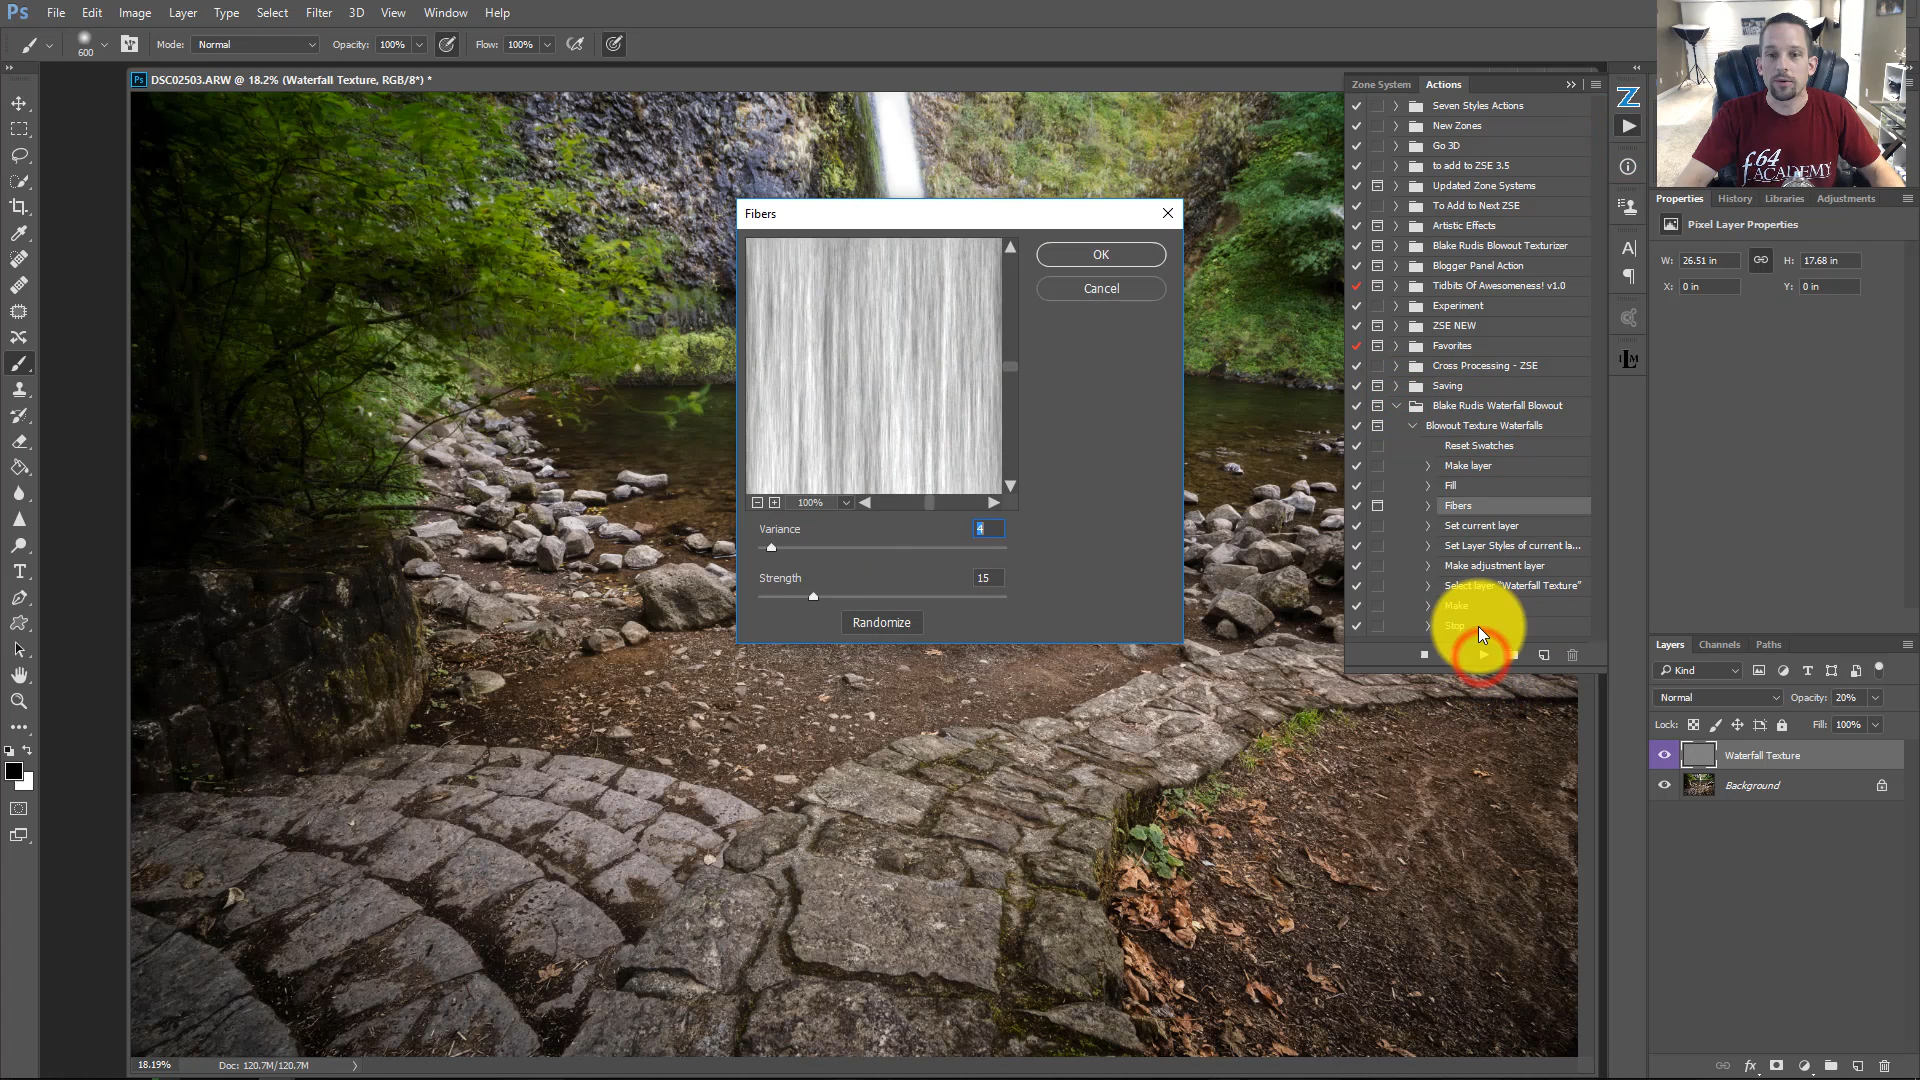 Ps File Edit Image Layer Type Select Filter 3D View Window Help
600 Mode: Normal Opacity: 100% Flow: 100%
Ps DSC02503.ARW @ 18.2% (Waterfall Texture, RGB/8*) *
Fibers
OK
Cancel
100%
Variance 4
Strength 15
Randomize
Zone System Actions
Seven Styles Actions
New Zones
Go 3D
to add to ZSE 3.5
Updated Zone Systems
To Add to Next ZSE
Artistic Effects
Blake Rudis Blowout Texturizer
Blogger Panel Action
Tidbits Of Awesomeness! v1.0
Experiment
ZSE NEW
Favorites
Cross Processing - ZSE
Saving
Blake Rudis Waterfall Blowout
Blowout Texture Waterfalls
Reset Swatches
Make layer
Fill
Fibers
Set current layer
Set Layer Styles of current la...
Make adjustment layer
Select layer "Waterfall Texture"
Make
Stop
f.64
ACADEMY
Properties History Libraries Adjustments
Pixel Layer Properties
W: 26.51 in H: 17.68 in
X: 0 in Y: 0 in
Layers Channels Paths
Kind
Normal Opacity: 20%
Lock: Fill: 100%
Waterfall Texture
Background
18.19% Doc: 120.7M/120.7M